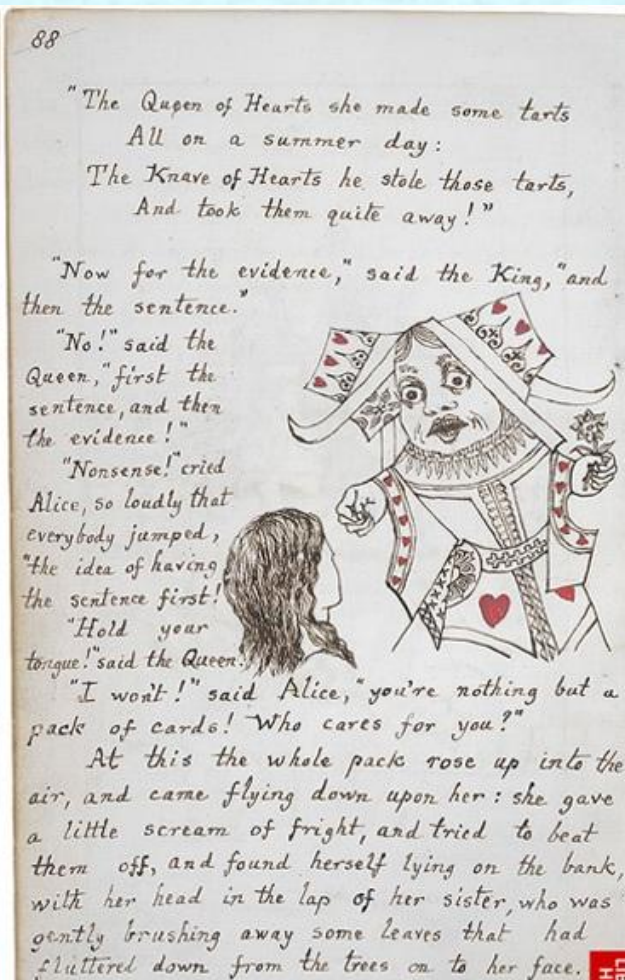 88
"The Queen of Hearts she made some tarts
All on a summer day:
The Knave of Hearts he stole those tarts,
And took them quite away!"
"Now for the evidence," said the King, "and
then the sentence."
"No!" said the
Queen, "first the
sentence, and then
the evidence!"
"Nonsense!" cried
Alice, so loudly that
everybody jumped,
"the idea of having
the sentence first!
"Hold your
tongue!" said the Queen.
"I won't!" said Alice, "you're nothing but a
pack of cards! Who cares for you?"
At this the whole pack rose up into the
air, and came flying down upon her: she gave
a little scream of fright, and tried to beat
them off, and found herself lying on the bank,
with her head in the lap of her sister, who was
gently brushing away some leaves that had
fluttered down from the trees on to her face.